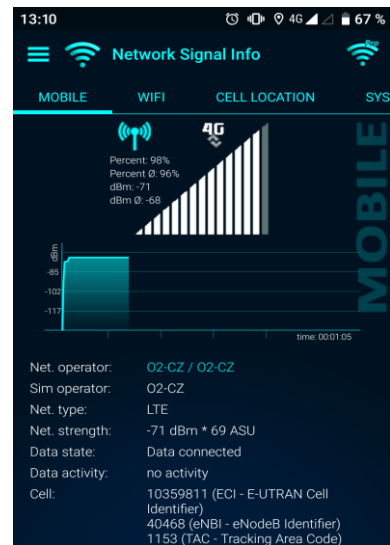 13:10
4G
67 %
Network Signal Info
Pro
MOBILE
WIFI
CELL LOCATION
SYS
4G
Percent: 98%
Percent Ø: 96%
dBm: -71
dBm Ø: -68
MOBILE
dBm
-85
-102
-117
time: 00:01:05
Net. operator: O2-CZ / O2-CZ
Sim operator: O2-CZ
Net. type: LTE
Net. strength: -71 dBm * 69 ASU
Data state: Data connected
Data activity: no activity
Cell: 10359811 (ECI - E-UTRAN Cell
Identifier)
40468 (eNBI - eNodeB Identifier)
1153 (TAC - Tracking Area Code)